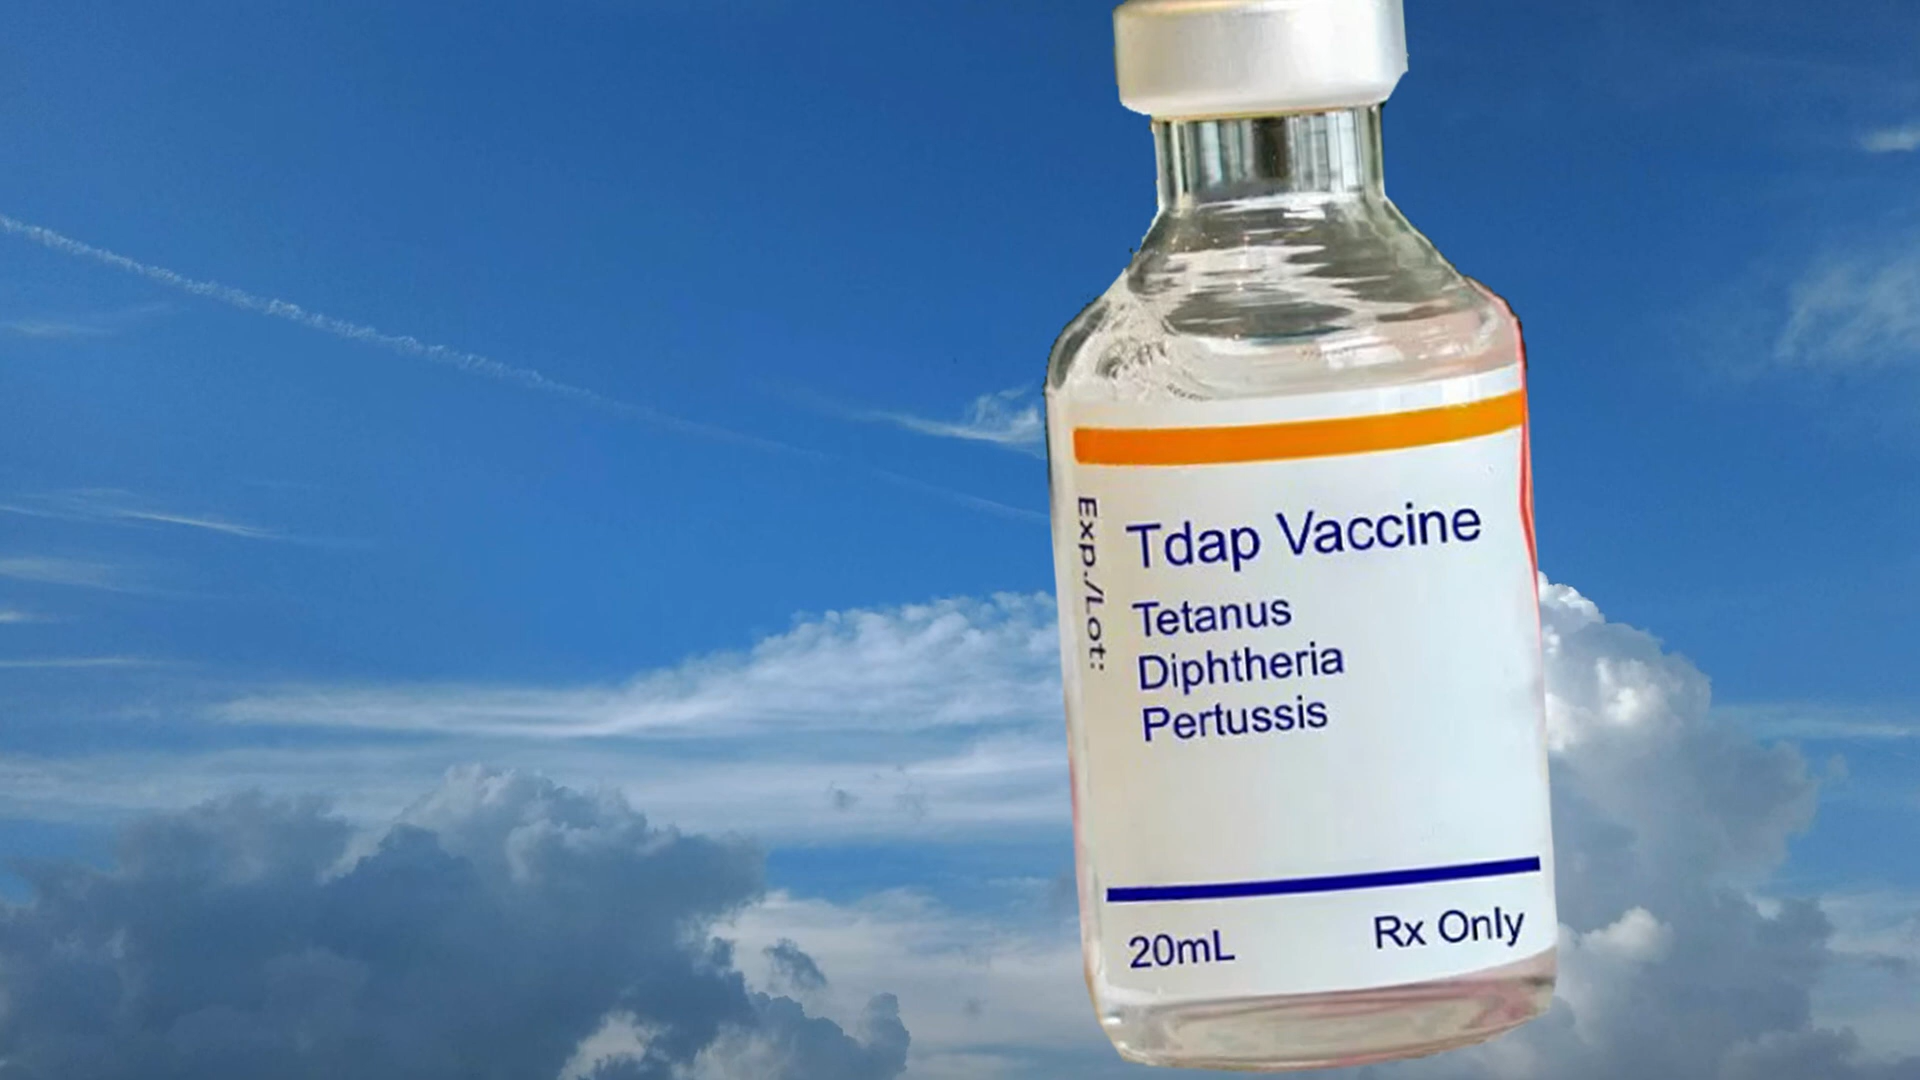 Tdap Vaccine
Tetanus
Diphtheria
Pertussis
Exp./Lot:
20mL
Rx Only